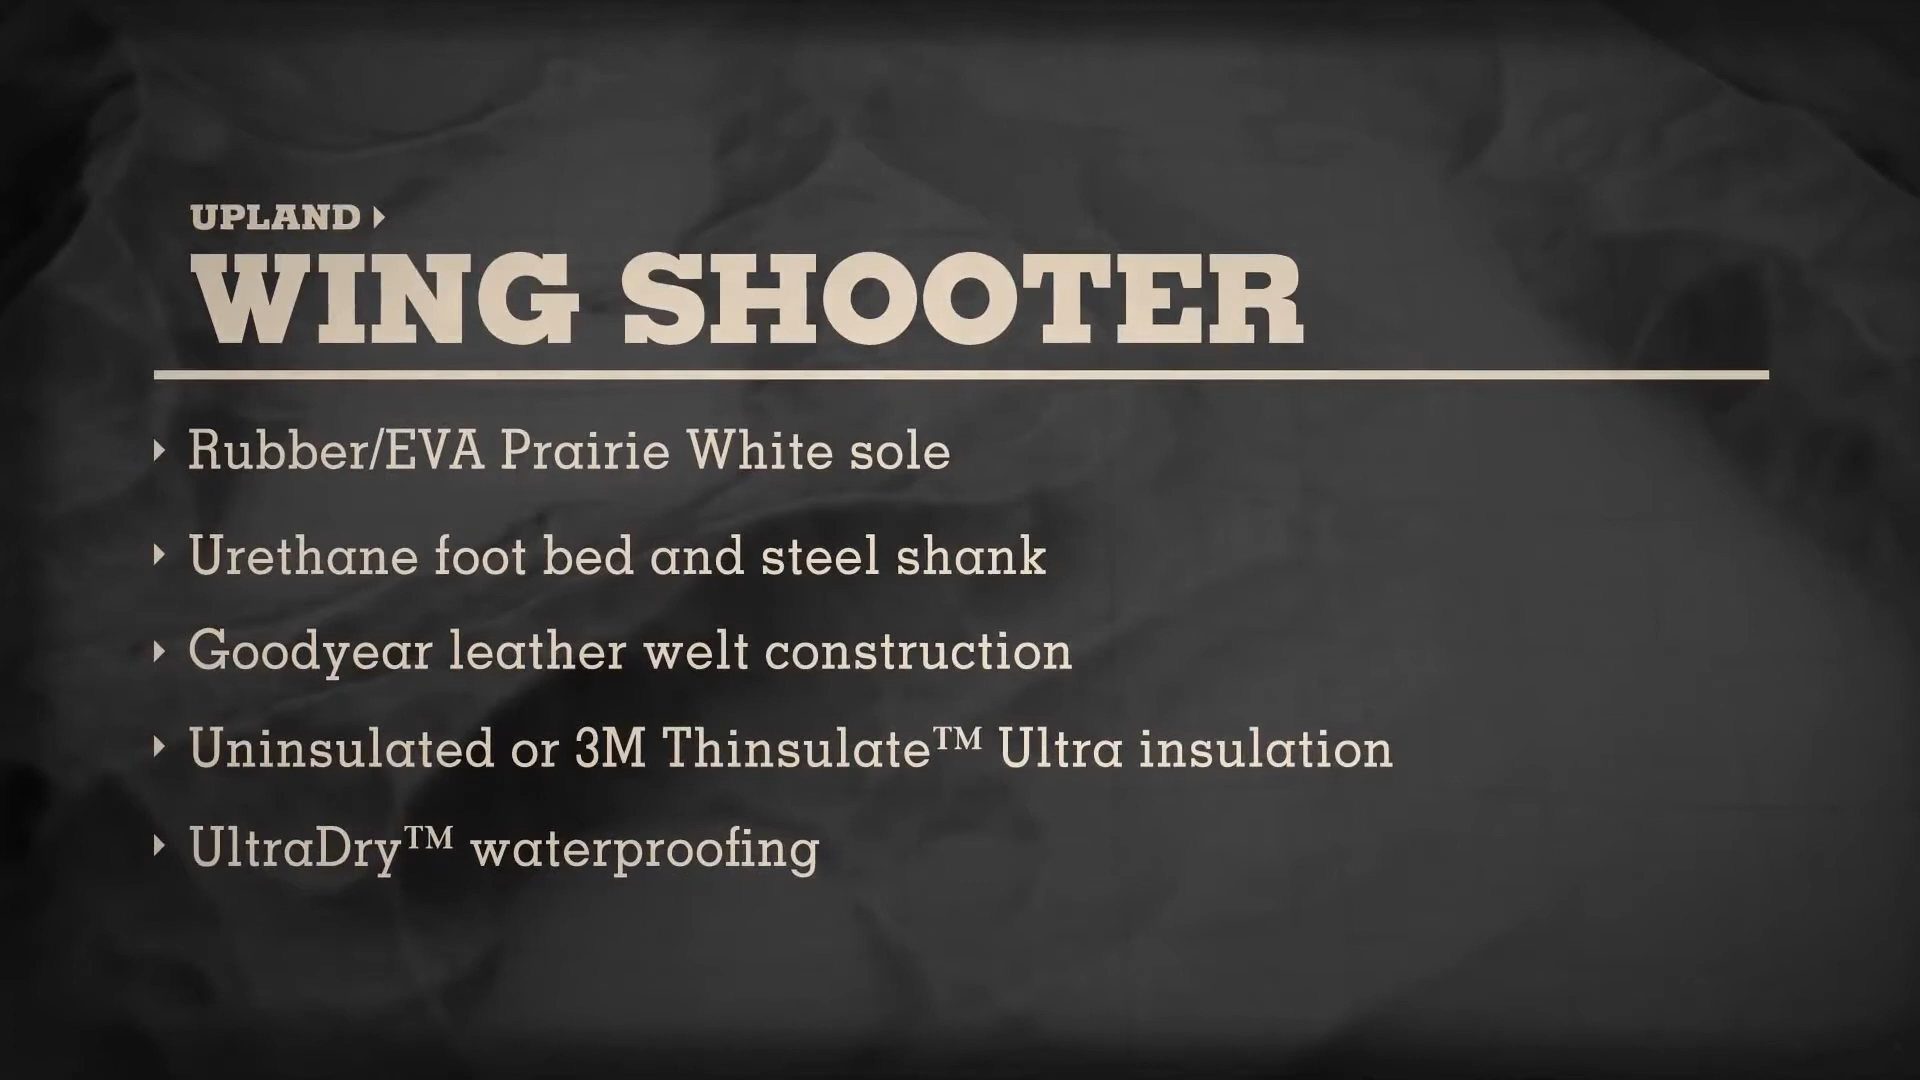 UPLAND
WING SHOOTER
Rubber/EVA Prairie White sole
Urethane foot bed and steel shank
Goodyear leather welt construction
Uninsulated or 3M Thinsulate™ Ultra insulation
UltraDry™ waterproofing